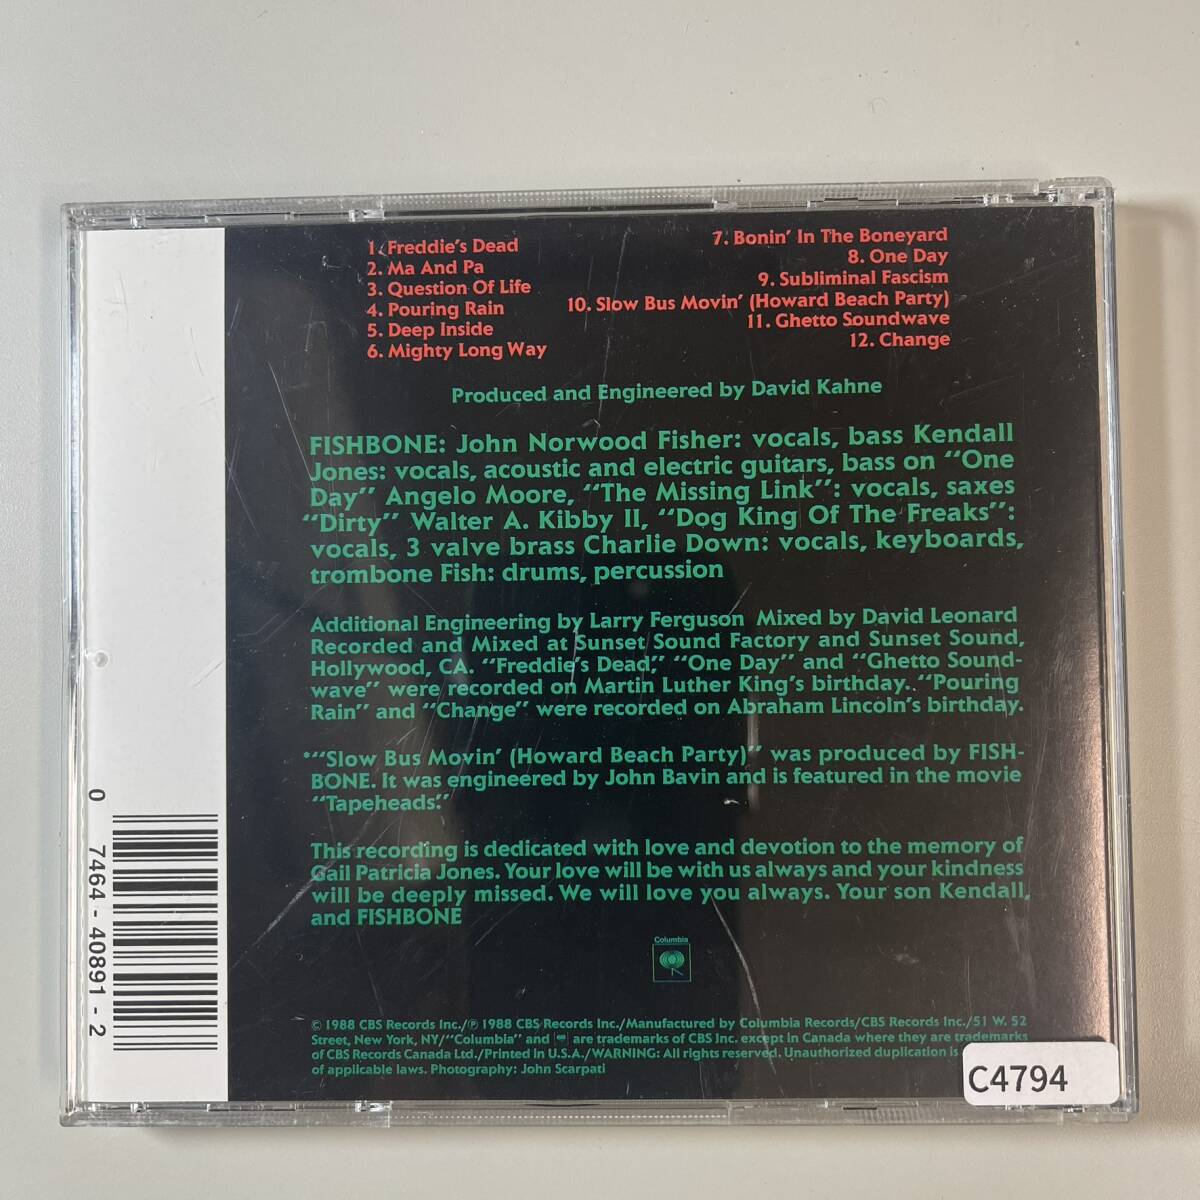 1. Freddie's Dead
2. Ma And Pa
3. Question Of Life
4. Pouring Rain
5. Deep Inside
6. Mighty Long Way
7. Bonin' In The Boneyard
8. One Day
9. Subliminal Fascism
10. Slow Bus Movin' (Howard Beach Party)
11. Ghetto Soundwave
12. Change
Produced and Engineered by David Kahne
FISHBONE: John Norwood Fisher: vocals, bass Kendall
Jones: vocals, acoustic and electric guitars, bass on "One
Day" Angelo Moore, "The Missing Link": vocals, saxes
"Dirty" Walter A. Kibby II, "Dog King Of The Freaks":
vocals, 3 valve brass Charlie Down: vocals, keyboards,
trombone Fish: drums, percussion
Additional Engineering by Larry Ferguson Mixed by David Leonard
Recorded and Mixed at Sunset Sound Factory and Sunset Sound,
Hollywood, CA. "Freddie's Dead," "One Day" and "Ghetto Sound-
wave" were recorded on Martin Luther King's birthday. "Pouring
Rain" and "Change" were recorded on Abraham Lincoln's birthday.
*"Slow Bus Movin' (Howard Beach Party)" was produced by FISH-
BONE. It was engineered by John Bavin and is featured in the movie
"Tapeheads."
This recording is dedicated with love and devotion to the memory of
Gail Patricia Jones. Your love will be with us always and your kindness
will be deeply missed. We will love you always. Your son Kendall,
and FISHBONE
Columbia
© 1988 CBS Records Inc./℗ 1988 CBS Records Inc./Manufactured by Columbia Records/CBS Records Inc./51 W. 52
Street, New York, NY/"Columbia" and are trademarks of CBS Inc. except in Canada where they are trademarks
of CBS Records Canada Ltd./Printed in U.S.A./WARNING: All rights reserved. Unauthorized duplication is
of applicable laws. Photography: John Scarpati
C4794
0 7464-40891-2